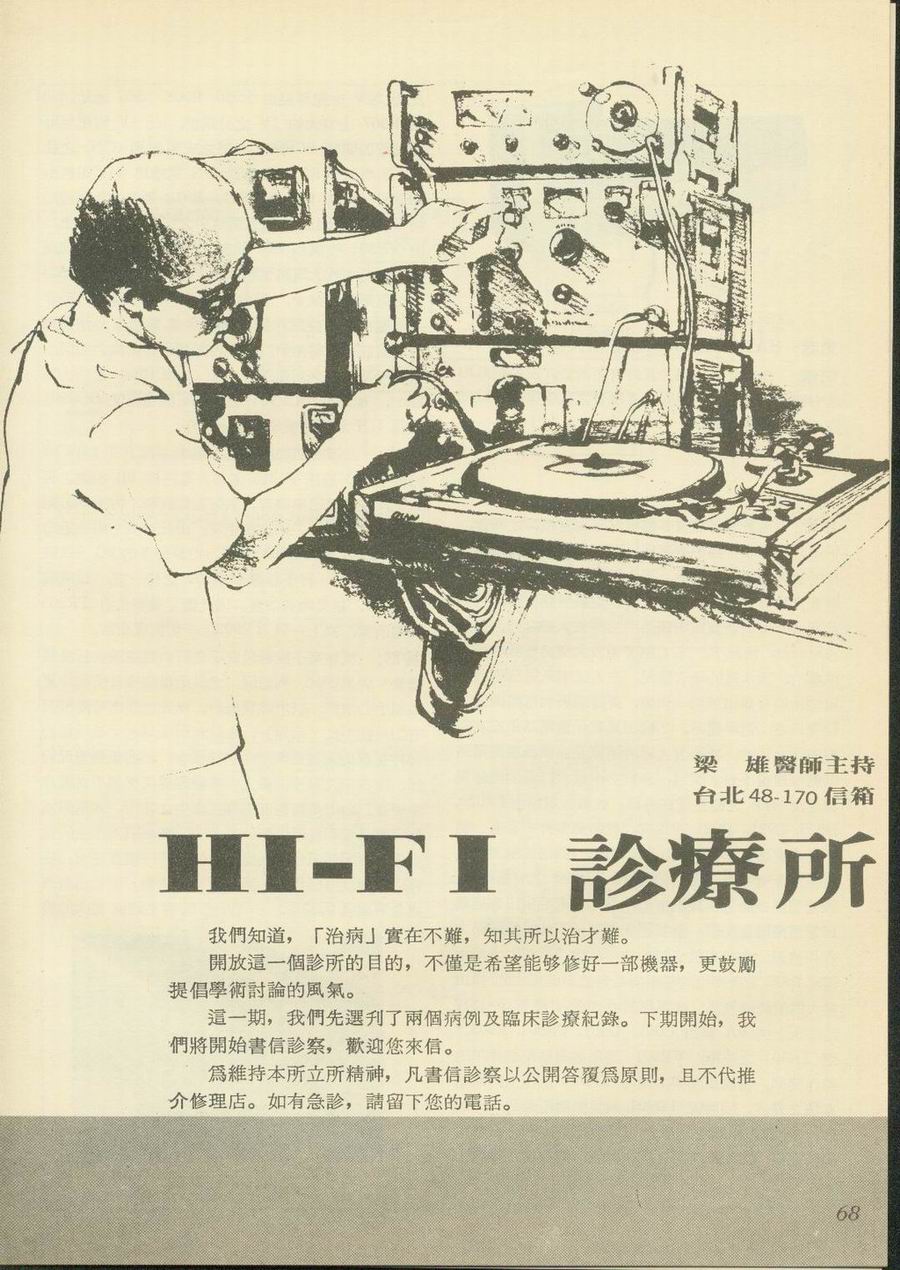 梁　雄醫師主持
台北48-170信箱
HI-FI 診療所
我們知道，「治病」實在不難，知其所以治才難。
開放這一個診所的目的，不僅是希望能够修好一部機器，更鼓勵
提倡學術討論的風氣。
這一期，我們先選刋了兩個病例及臨床診療紀錄。下期開始，我
們將開始書信診察，歡迎您來信。
爲維持本所立所精神，凡書信診察以公開答覆爲原則，且不代推
介修理店。如有急診，請留下您的電話。
68